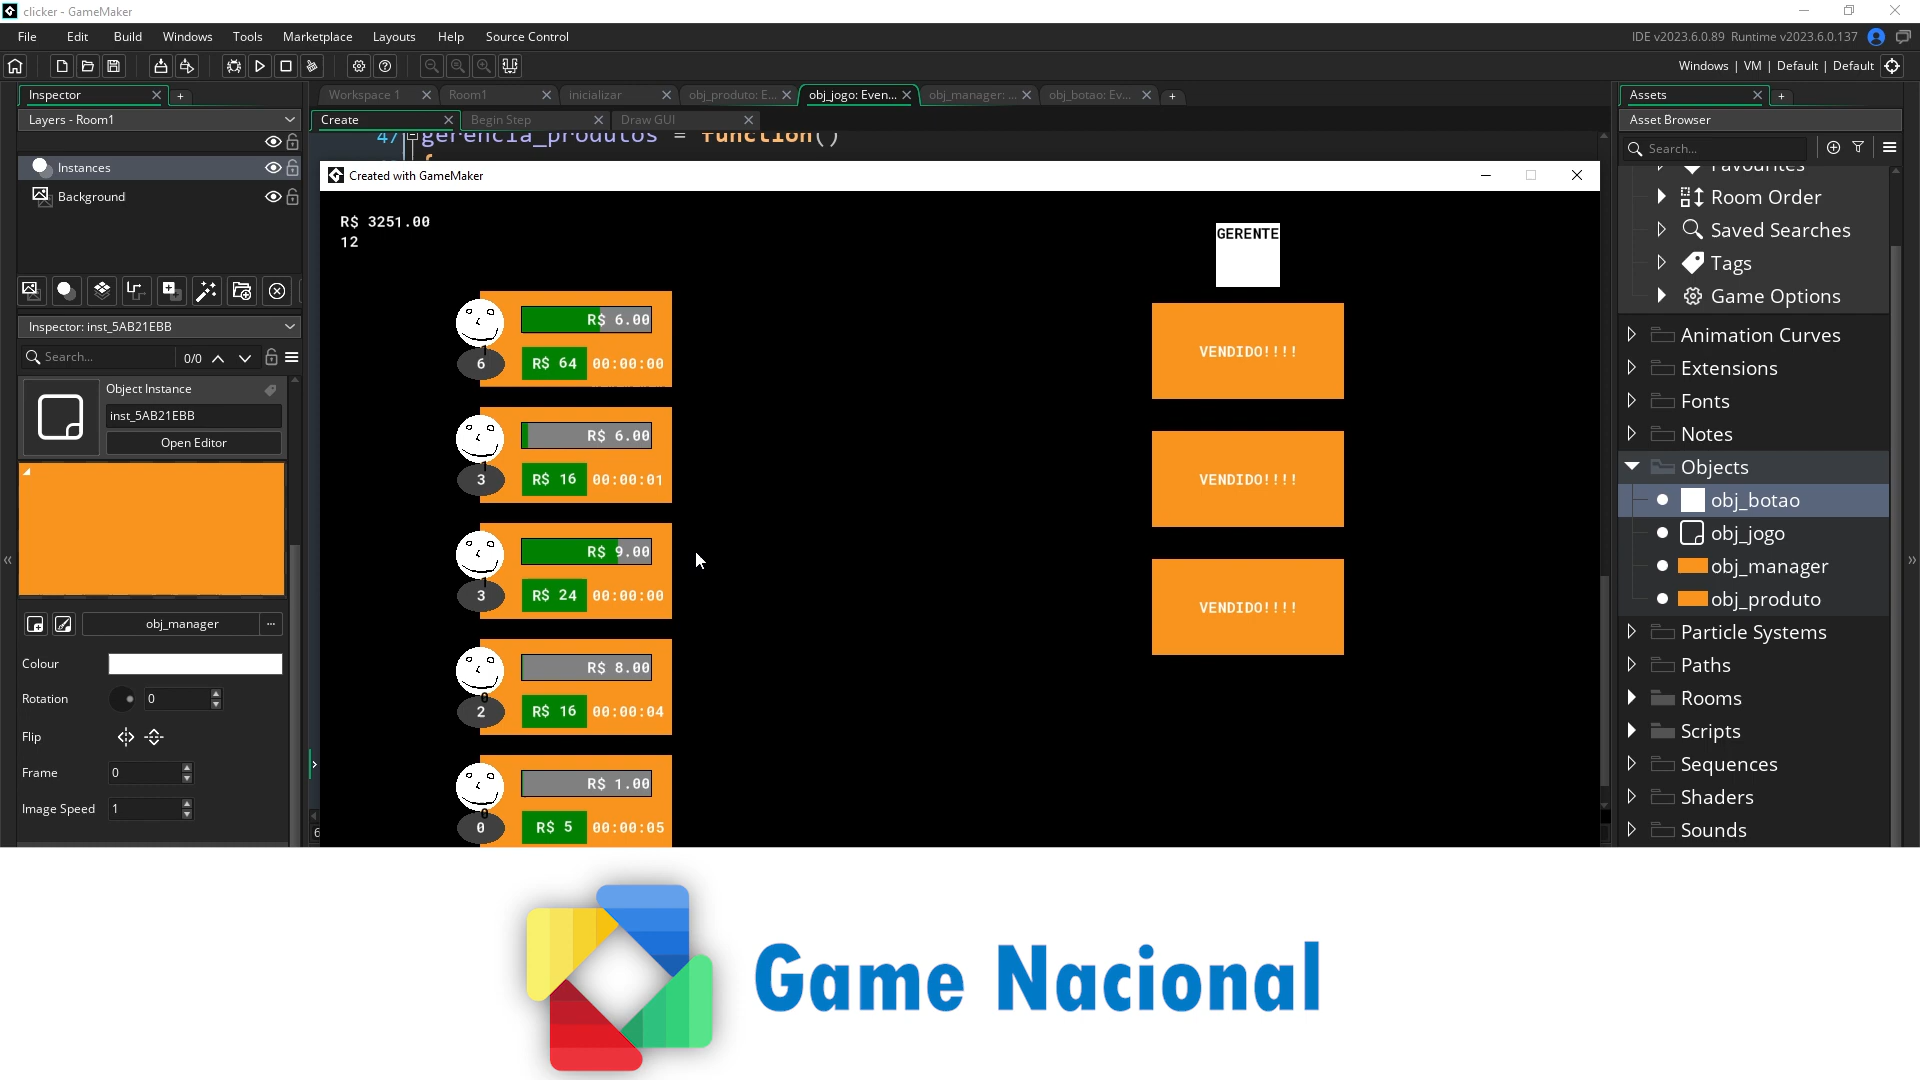 clicker - GameMaker
File Edit Build Windows Tools Marketplace Layouts Help Source Control
IDE v2023.6.0.89 Runtime v2023.6.0.137
Windows | VM | Default | Default
Inspector
Workspace 1
Room1
inicializar
obj_produto: E...
obj_jogo: Even...
obj_manager: ...
obj_botao: Ev...
Assets
Layers - Room1
Create
Begin Step
Draw GUI
Asset Browser
47 gerencia_produtos = function()
Search...
Instances
Background
Created with GameMaker
R$ 3251.00
12
GERENTE
R$ 6.00
6
R$ 64
00:00:00
R$ 6.00
3
R$ 16
00:00:01
R$ 9.00
3
R$ 24
00:00:00
R$ 8.00
0
2
R$ 16
00:00:04
R$ 1.00
0
0
R$ 5
00:00:05
VENDIDO!!!!
VENDIDO!!!!
VENDIDO!!!!
Inspector: inst_5AB21EBB
Search...
0/0
Object Instance
inst_5AB21EBB
Open Editor
obj_manager
...
Colour
Rotation
0
Flip
Frame
0
Image Speed
1
Favourites
Room Order
Saved Searches
Tags
Game Options
Animation Curves
Extensions
Fonts
Notes
Objects
obj_botao
obj_jogo
obj_manager
obj_produto
Particle Systems
Paths
Rooms
Scripts
Sequences
Shaders
Sounds
Game Nacional